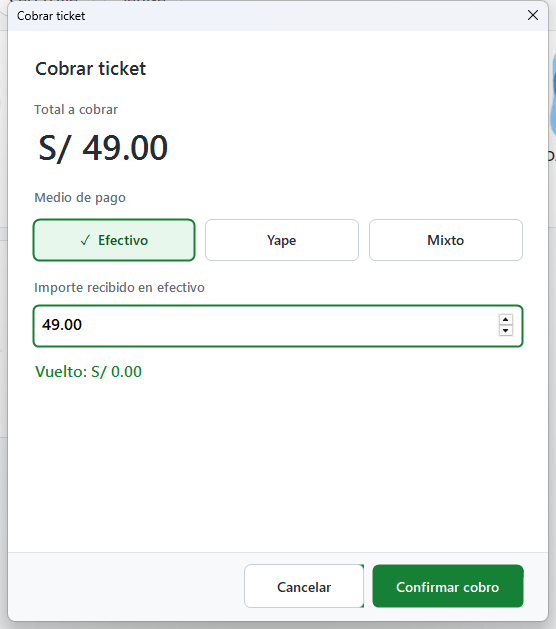 Cobrar ticket
Cobrar ticket
Total a cobrar
S/ 49.00
Medio de pago
✓ Efectivo
Yape
Mixto
Importe recibido en efectivo
49.00
Vuelto: S/ 0.00
Cancelar
Confirmar cobro